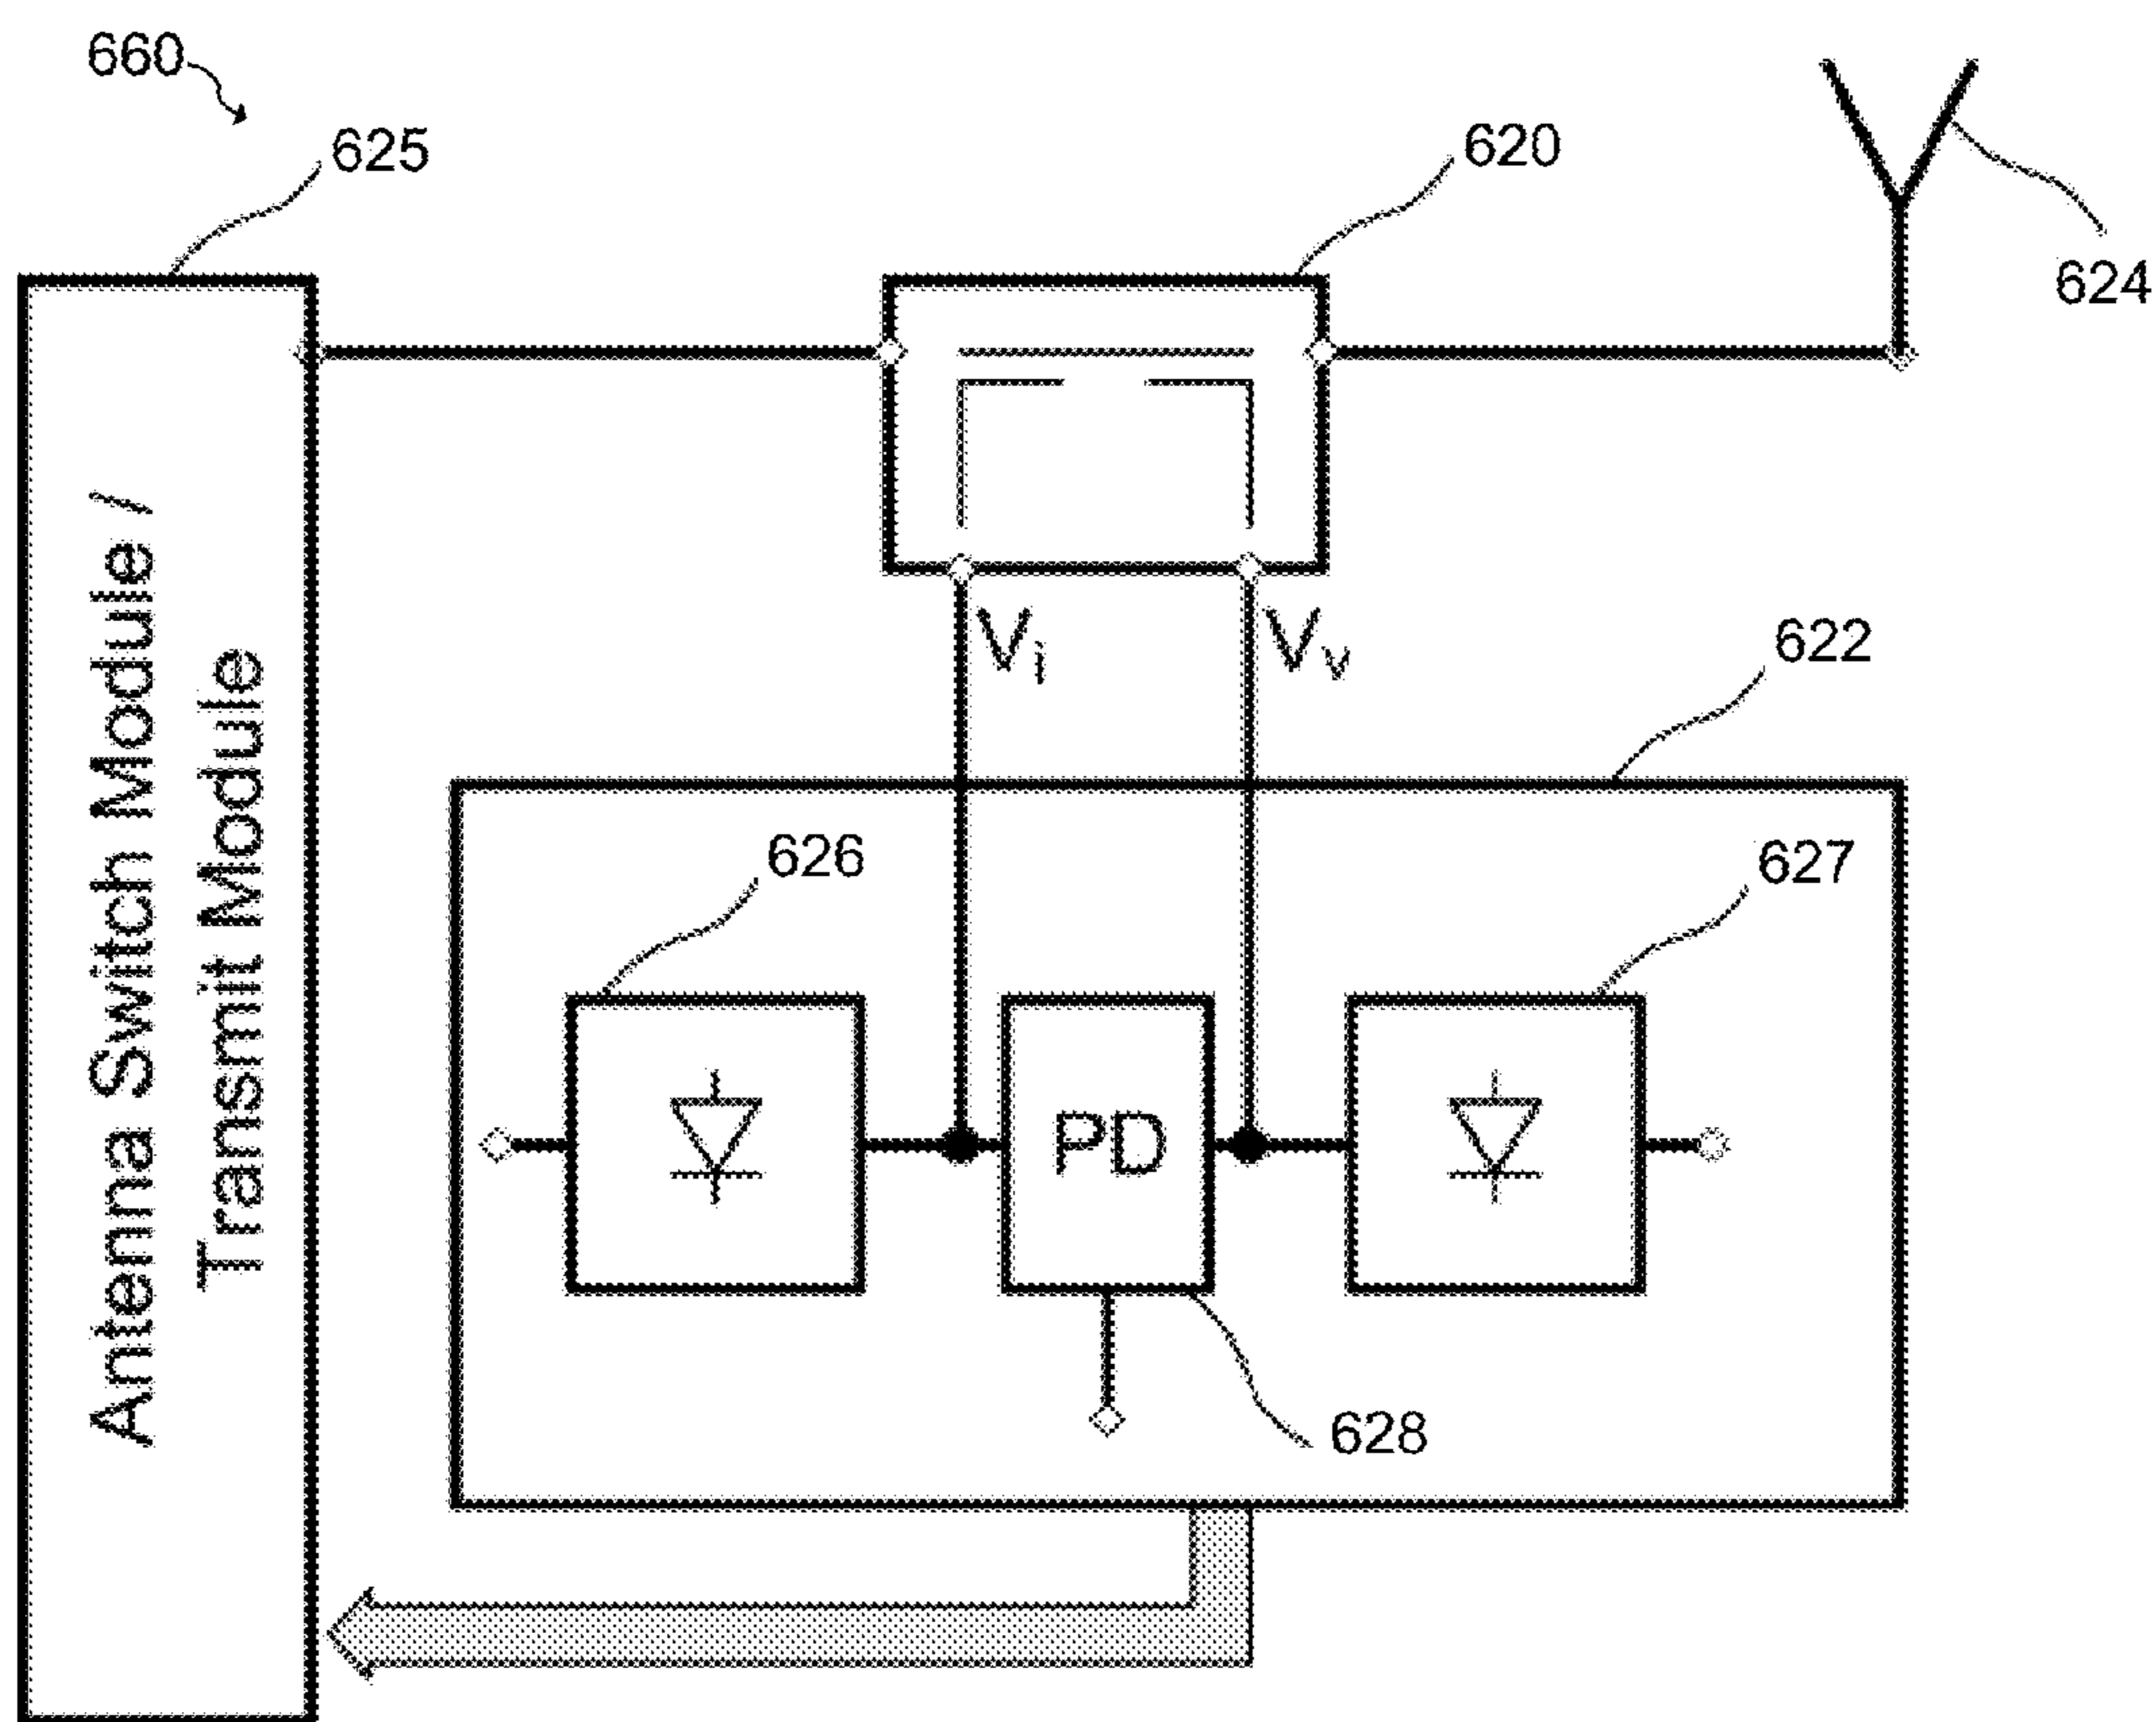 660
625
620
624
Antenna Switch Module /
Transmit Module
Vi
Vv
622
626
627
PD
628